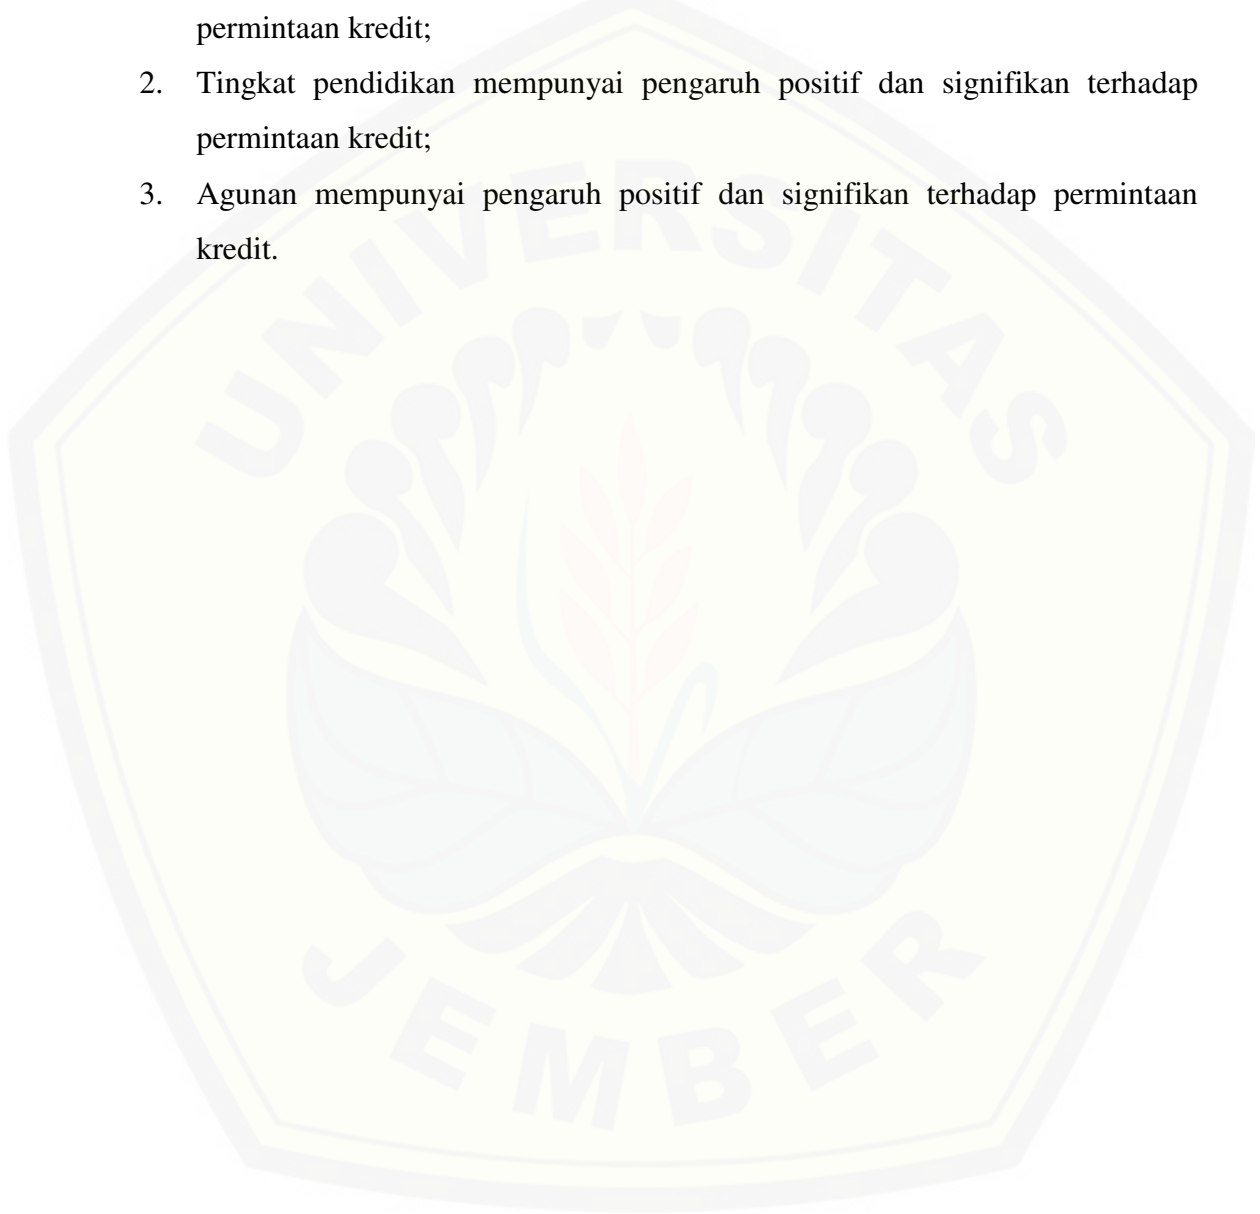 permintaan kredit;
2. Tingkat pendidikan mempunyai pengaruh positif dan signifikan terhadap
permintaan kredit;
3. Agunan mempunyai pengaruh positif dan signifikan terhadap permintaan
kredit.
UNIVERSITAS
JEMBER